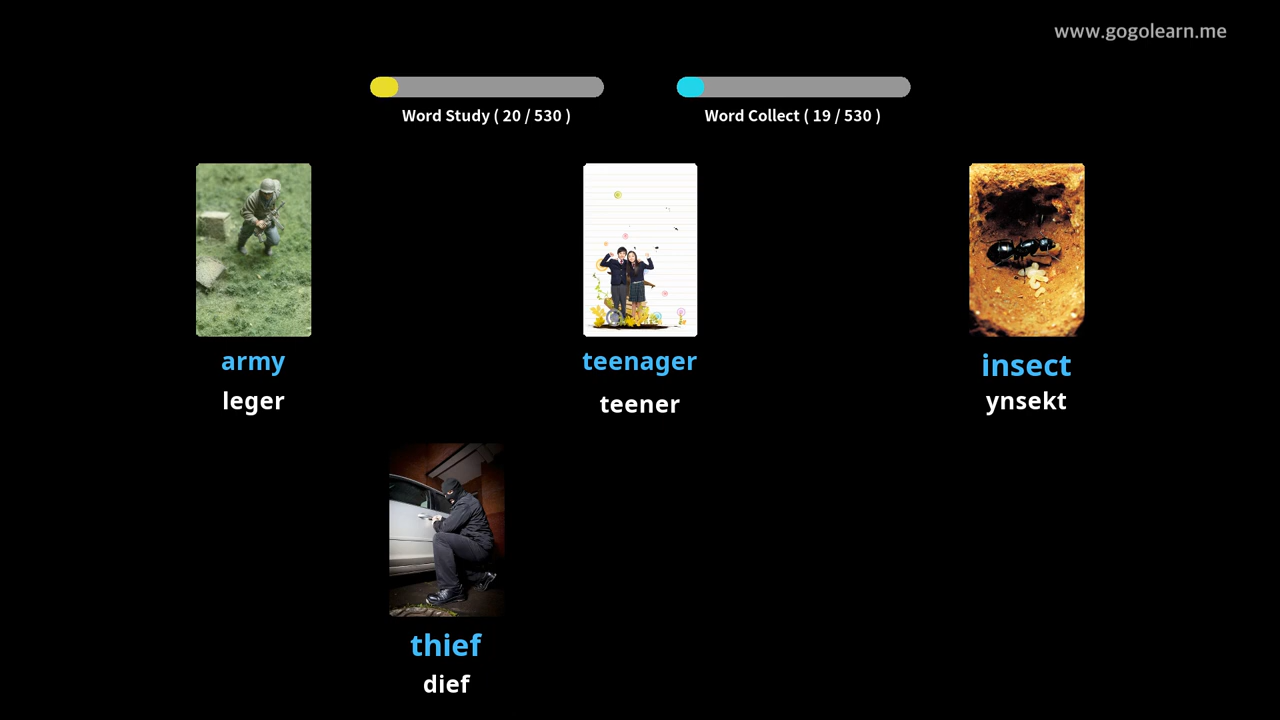 www.gogolearn.me
Word Study ( 20 / 530 )
Word Collect ( 19 / 530 )
army
leger
teenager
teener
insect
ynsekt
thief
dief